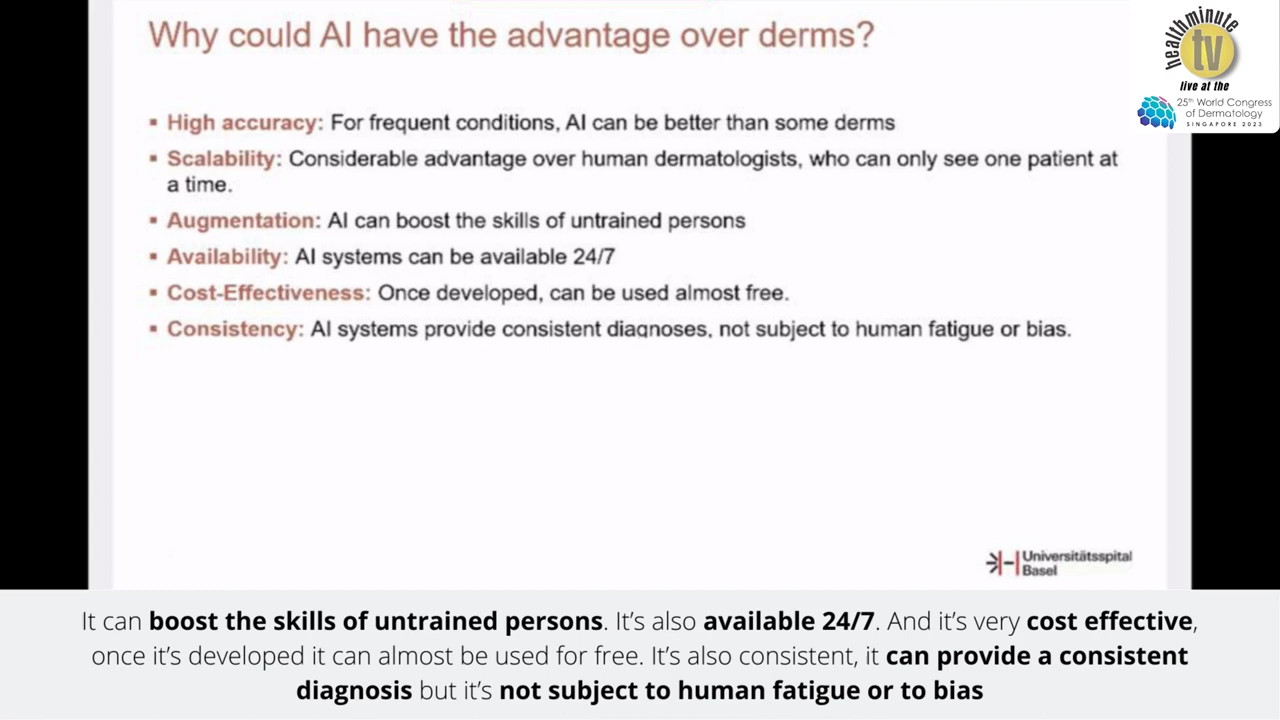 Why could AI have the advantage over derms?
healthminute
tv
live at the
25th World Congress
of Dermatology
SINGAPORE 2023
▪ High accuracy: For frequent conditions, AI can be better than some derms
▪ Scalability: Considerable advantage over human dermatologists, who can only see one patient at
a time.
▪ Augmentation: AI can boost the skills of untrained persons
▪ Availability: AI systems can be available 24/7
▪ Cost-Effectiveness: Once developed, can be used almost free.
▪ Consistency: AI systems provide consistent diagnoses, not subject to human fatigue or bias.
Universitätsspital
Basel
It can boost the skills of untrained persons. It’s also available 24/7. And it’s very cost effective,
once it’s developed it can almost be used for free. It’s also consistent, it can provide a consistent
diagnosis but it’s not subject to human fatigue or to bias